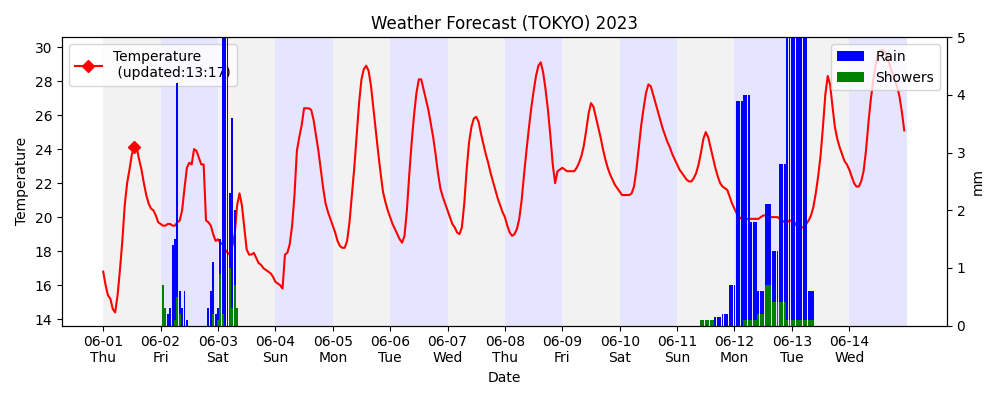 Weather Forecast (TOKYO) 2023
Temperature
(updated:13:17)
Rain
Showers
30
28
26
24
22
20
18
16
14
Temperature
5
4
3
2
1
0
mm
06-01 06-02 06-03 06-04 06-05 06-06 06-07 06-08 06-09 06-10 06-11 06-12 06-13 06-14
Thu Fri Sat Sun Mon Tue Wed Thu Fri Sat Sun Mon Tue Wed
Date